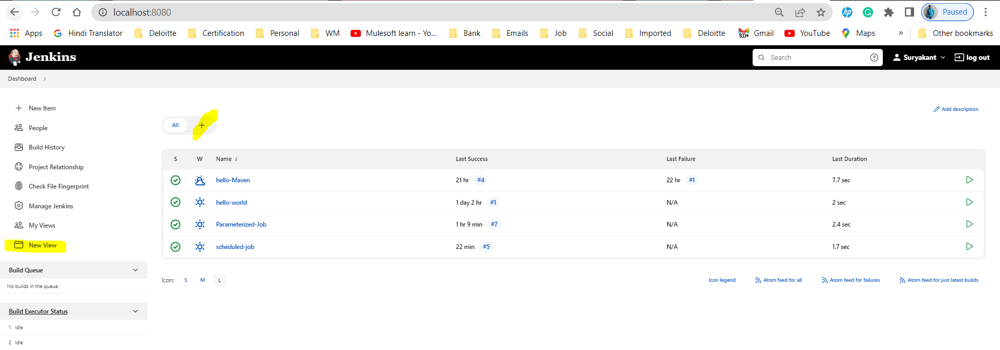 localhost:8080
Paused
Apps Hindi Translator Deloitte Certification Personal WM Mulesoft learn - Yo... Bank Emails Job Social Imported Deloitte 100+ Gmail YouTube Maps » Other bookmarks
Jenkins Search Suryakant log out
Dashboard
New Item
People
Build History
Project Relationship
Check File Fingerprint
Manage Jenkins
My Views
New View
Build Queue
No builds in the queue.
Build Executor Status
1 Idle
2 Idle
Add description
All +
S W Name ↓ Last Success Last Failure Last Duration
hello-Maven 21 hr #4 22 hr #1 7.7 sec
hello-world 1 day 2 hr #1 N/A 2 sec
Parameterized-Job 1 hr 9 min #7 N/A 2.4 sec
scheduled-job 22 min #5 N/A 1.7 sec
Icon: S M L Icon legend Atom feed for all Atom feed for failures Atom feed for just latest builds